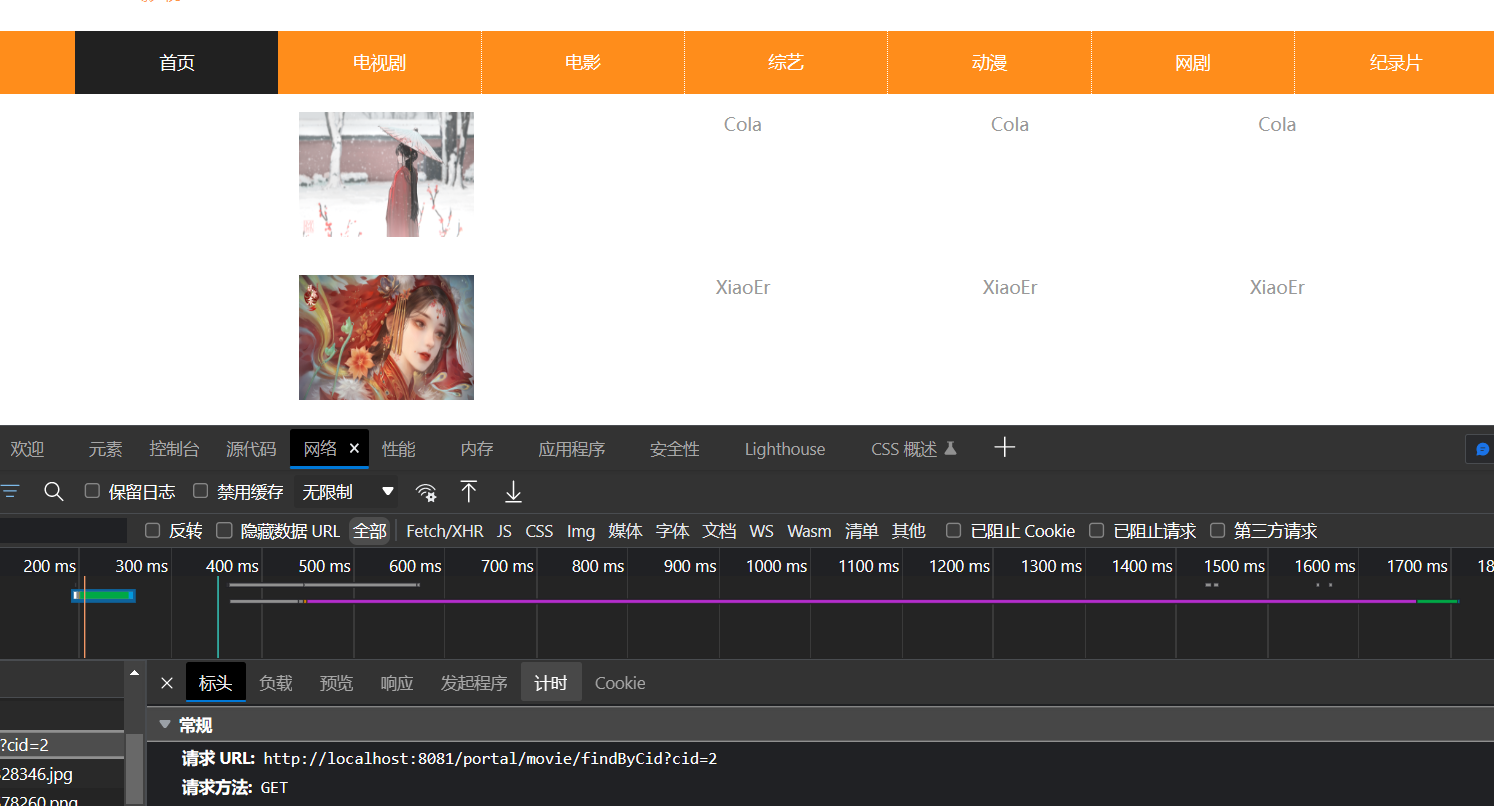 首页 电视剧 电影 综艺 动漫 网剧 纪录片
Cola Cola Cola
XiaoEr XiaoEr XiaoEr
欢迎 元素 控制台 源代码 网络 × 性能 内存 应用程序 安全性 Lighthouse CSS 概述
保留日志 禁用缓存 无限制
反转 隐藏数据 URL 全部 Fetch/XHR JS CSS Img 媒体 字体 文档 WS Wasm 清单 其他 已阻止 Cookie 已阻止请求 第三方请求
200 ms 300 ms 400 ms 500 ms 600 ms 700 ms 800 ms 900 ms 1000 ms 1100 ms 1200 ms 1300 ms 1400 ms 1500 ms 1600 ms 1700 ms 18
× 标头 负载 预览 响应 发起程序 计时 Cookie
常规
?cid=2
请求 URL: http://localhost:8081/portal/movie/findByCid?cid=2
528346.jpg
请求方法: GET
78260.png